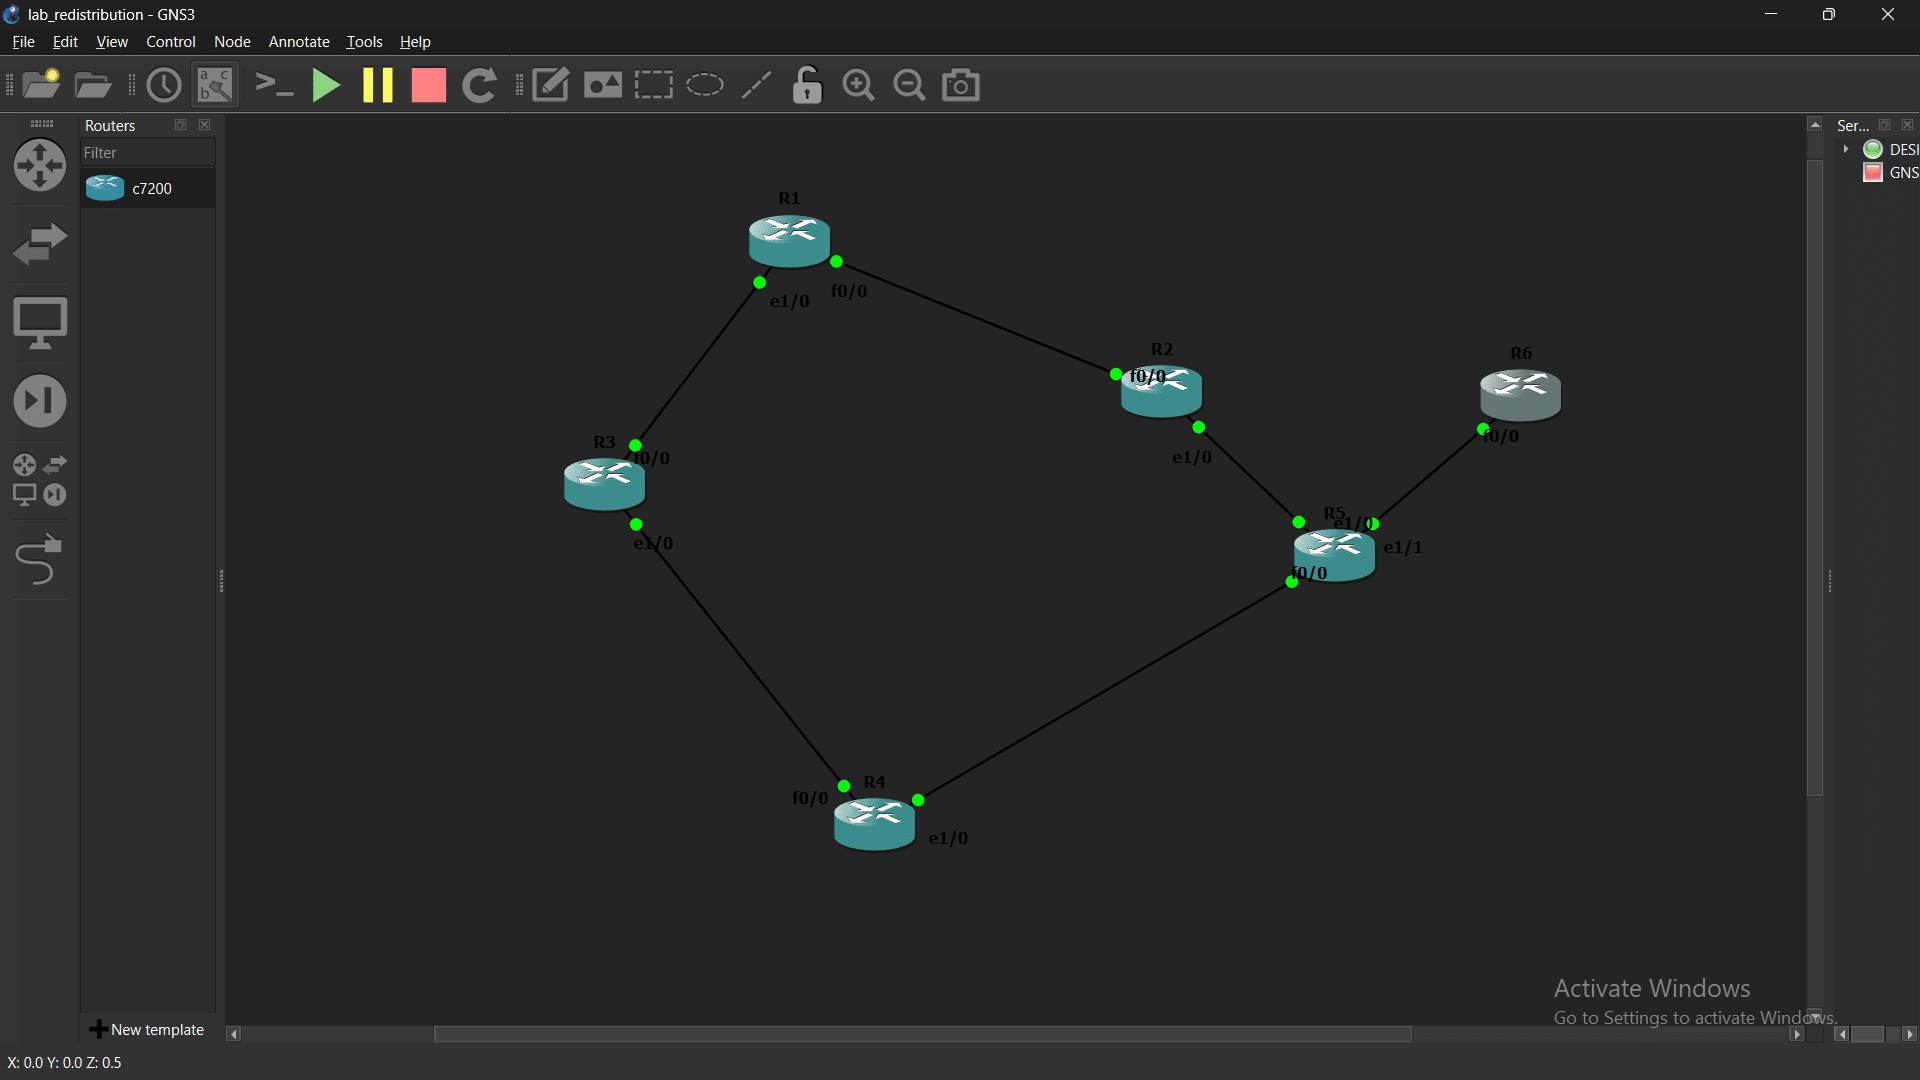 lab_redistribution - GNS3
File Edit View Control Node Annotate Tools Help
a c
b
Routers
Filter
c7200
New template
R1
e1/0
f0/0
R2
f0/0
e1/0
R6
f0/0
R3
f0/0
e1/0
R5
e1/0
e1/1
f0/0
R4
f0/0
e1/0
Ser...
DESI
GNS
Activate Windows
Go to Settings to activate Windows.
X: 0.0 Y: 0.0 Z: 0.5